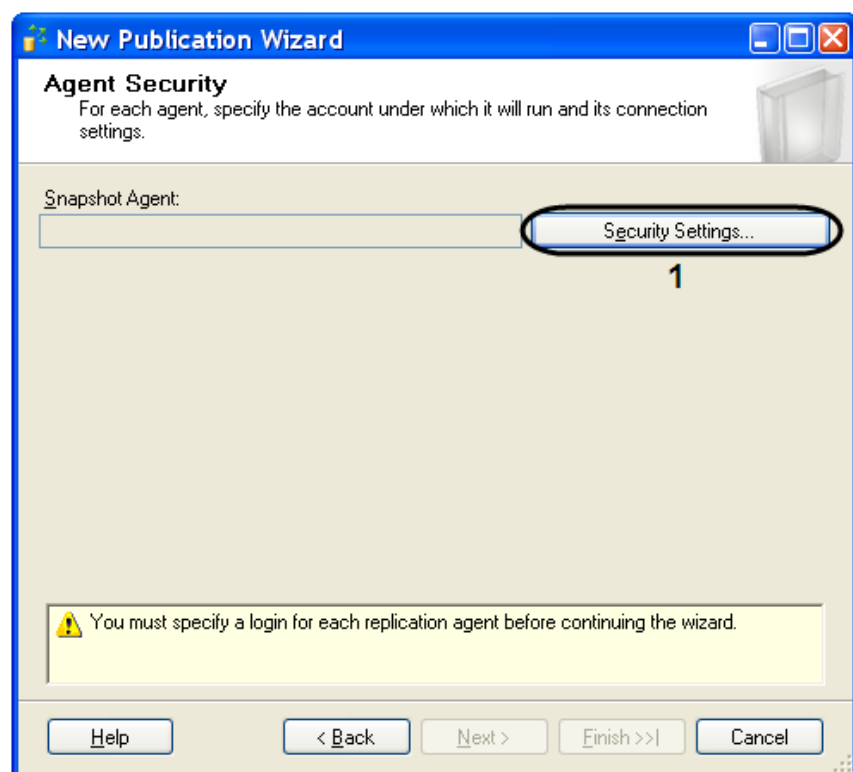 New Publication Wizard
Agent Security
For each agent, specify the account under which it will run and its connection
settings.
Snapshot Agent:
Security Settings...
1
You must specify a login for each replication agent before continuing the wizard.
Help
< Back
Next >
Finish >>|
Cancel